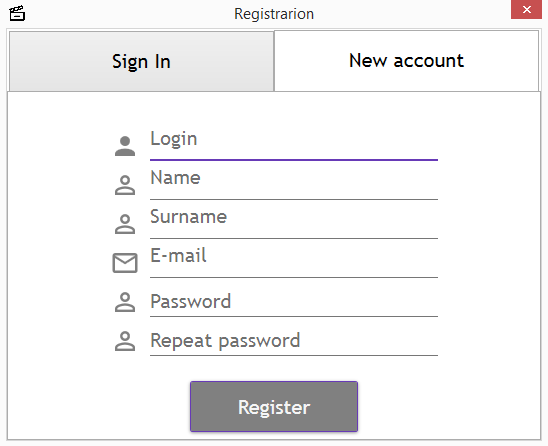 Registrarion
Sign In
New account
Login
Name
Surname
E-mail
Password
Repeat password
Register